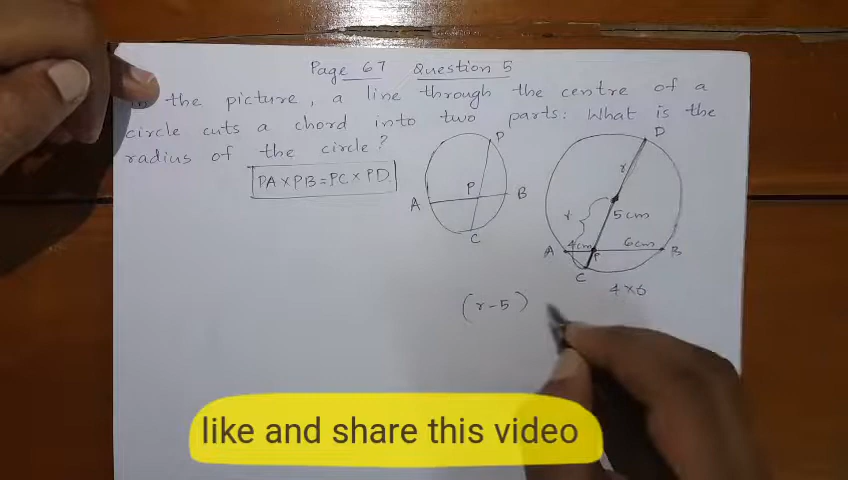 Page 67 Question 5
In the picture, a line through the centre of a
circle cuts a chord into two parts: What is the
radius of the circle?
PA×PB=PC×PD
D
P
A
B
C
D
r
r
5cm
4cm
6cm
A
P
B
C
4×6
(r-5)
like and share this video